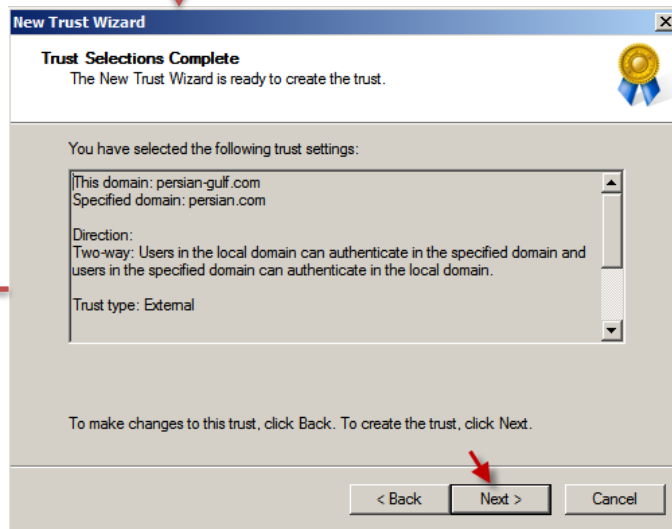 New Trust Wizard
Trust Selections Complete
The New Trust Wizard is ready to create the trust.
You have selected the following trust settings:
This domain: persian-gulf.com
Specified domain: persian.com
Direction:
Two-way: Users in the local domain can authenticate in the specified domain and
users in the specified domain can authenticate in the local domain.
Trust type: External
To make changes to this trust, click Back. To create the trust, click Next.
< Back Next > Cancel